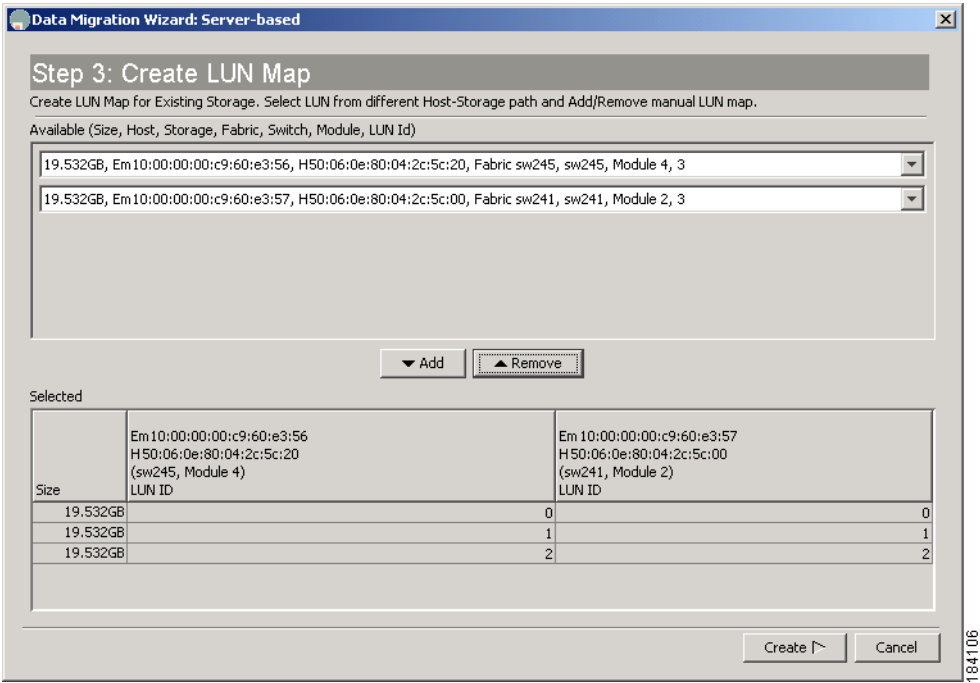 Data Migration Wizard: Server-based
Step 3: Create LUN Map
Create LUN Map for Existing Storage. Select LUN from different Host-Storage path and Add/Remove manual LUN map.
Available (Size, Host, Storage, Fabric, Switch, Module, LUN Id)
19.532GB, Em10:00:00:00:c9:60:e3:56, H50:06:0e:80:04:2c:5c:20, Fabric sw245, sw245, Module 4, 3
19.532GB, Em10:00:00:00:c9:60:e3:57, H50:06:0e:80:04:2c:5c:00, Fabric sw241, sw241, Module 2, 3
Add Remove
Selected
Em10:00:00:00:c9:60:e3:56 Em10:00:00:00:c9:60:e3:57
H50:06:0e:80:04:2c:5c:20 H50:06:0e:80:04:2c:5c:00
(sw245, Module 4) (sw241, Module 2)
Size LUN ID LUN ID
19.532GB 0 0
19.532GB 1 1
19.532GB 2 2
Create Cancel
184106